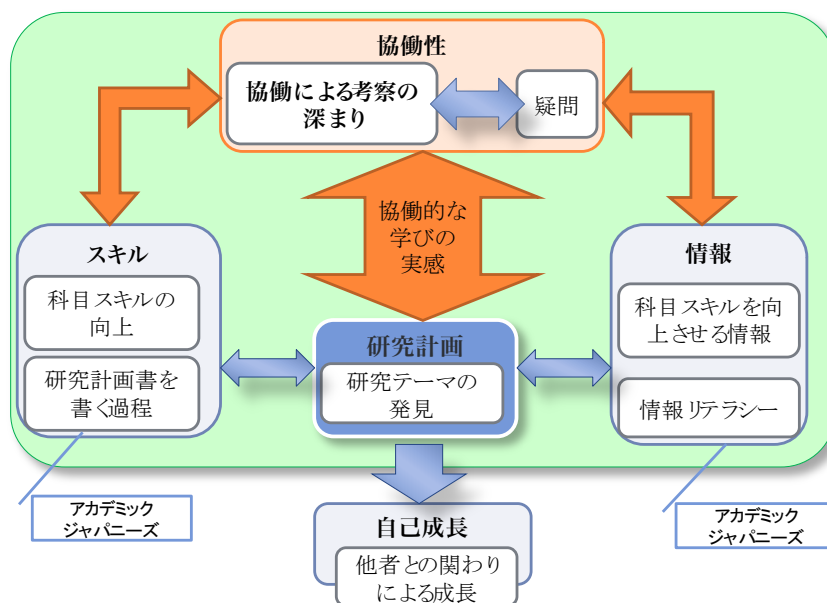 協働性
協働による考察の
深まり
疑問
協働的な
学びの
実感
スキル
科目スキルの
向上
研究計画書を
書く過程
研究計画
研究テーマの
発見
情報
科目スキルを向
上させる情報
情報リテラシー
アカデミック
ジャパニーズ
アカデミック
ジャパニーズ
自己成長
他者との関わり
による成長